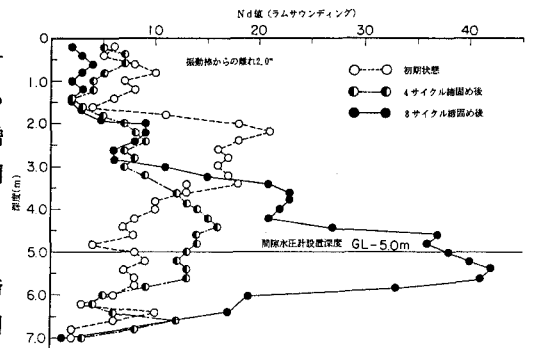 Nd値 (ラムサウンディング)
0 10 20 30 40
振動棒からの離れ2.0m
初期状態
4サイクル締固め後
8サイクル締固め後
0
1.0
2.0
3.0
4.0
5.0
6.0
7.0
深度(m)
間隙水圧計設置深度 GL-5.0m